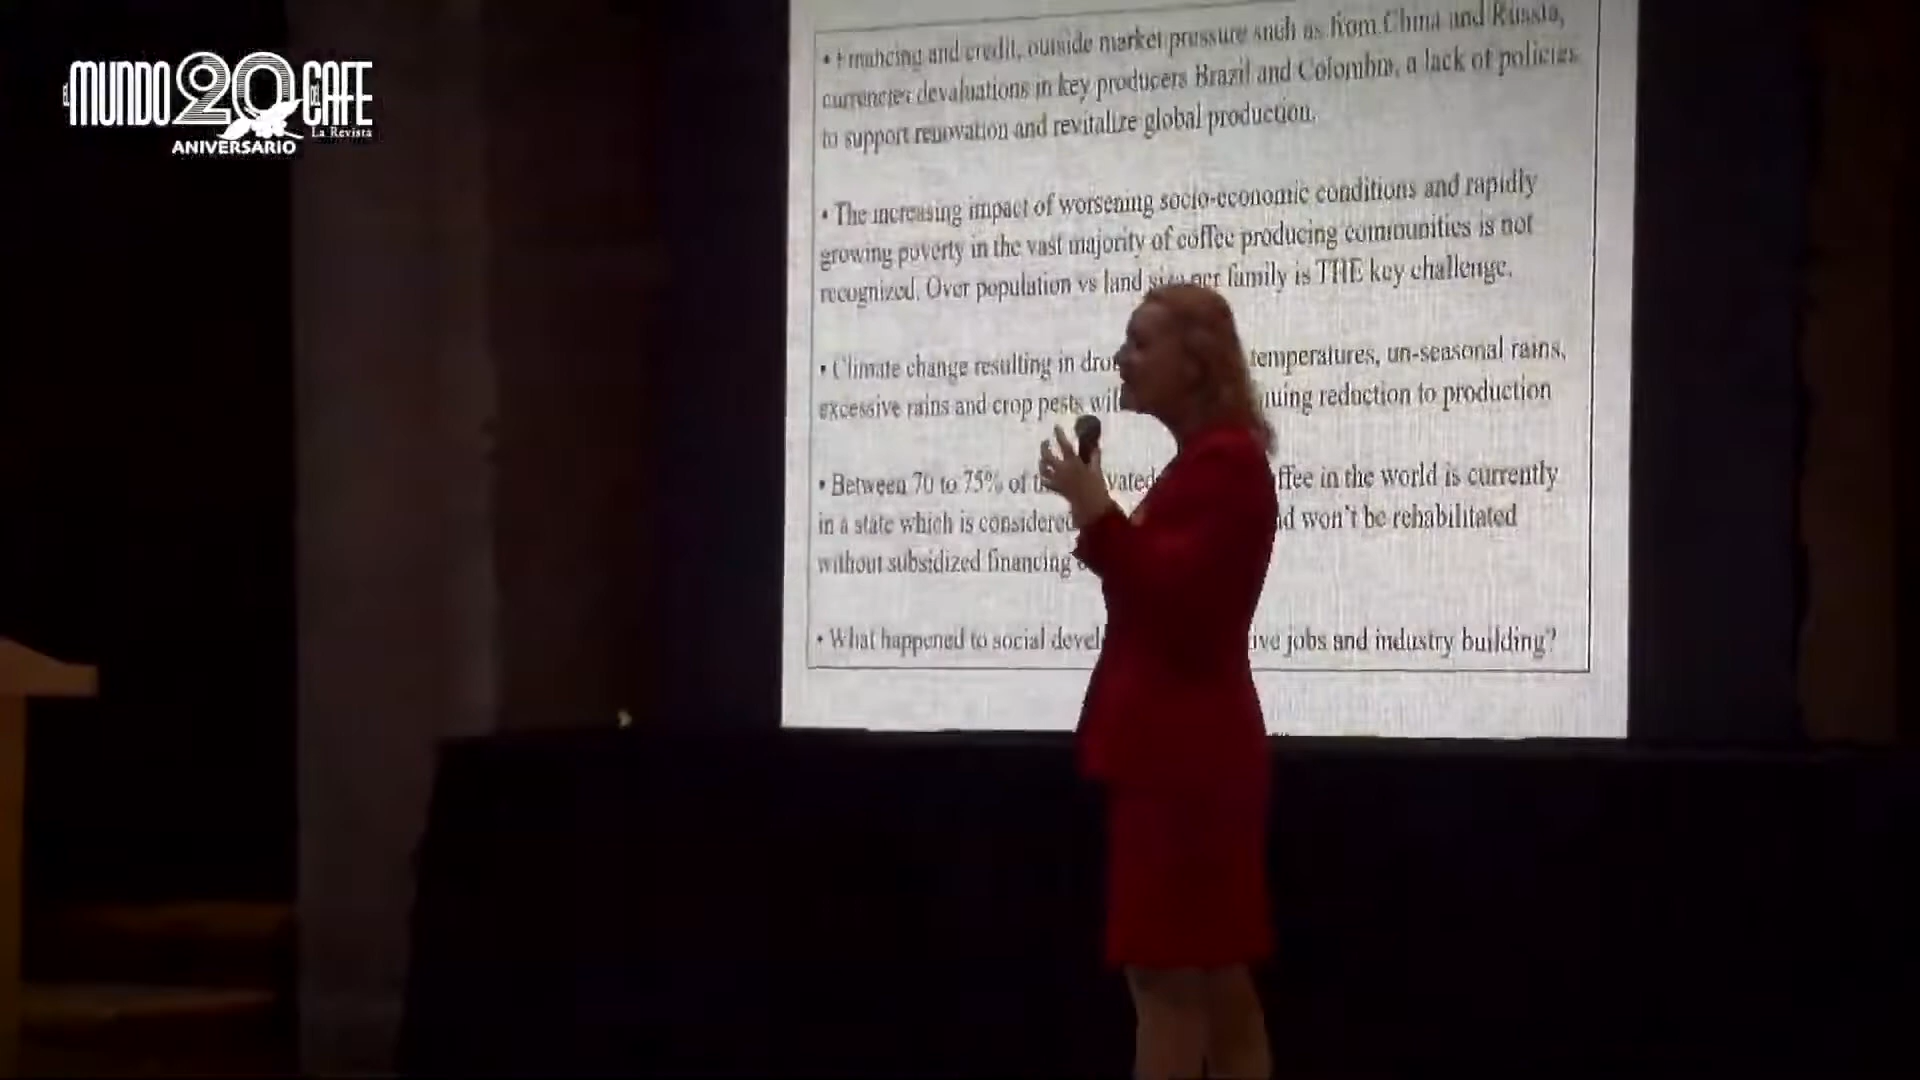 EL MUNDO 20 DEL CAFE
La Revista
ANIVERSARIO
• Financing and credit, outside market pressure such as from China and Russia,
currencies devaluations in key producers Brazil and Colombia, a lack of policies
to support renovation and revitalize global production.
• The increasing impact of worsening socio-economic conditions and rapidly
growing poverty in the vast majority of coffee producing communities is not
recognized. Over population vs land size per family is THE key challenge.
• Climate change resulting in temperatures, un-seasonal rains,
excessive rains and crop pests reduction to production
• Between 70 to 75% of in the world is currently
in a state which is considered won't be rehabilitated
without subsidized financing
• What happened to social jobs and industry building?